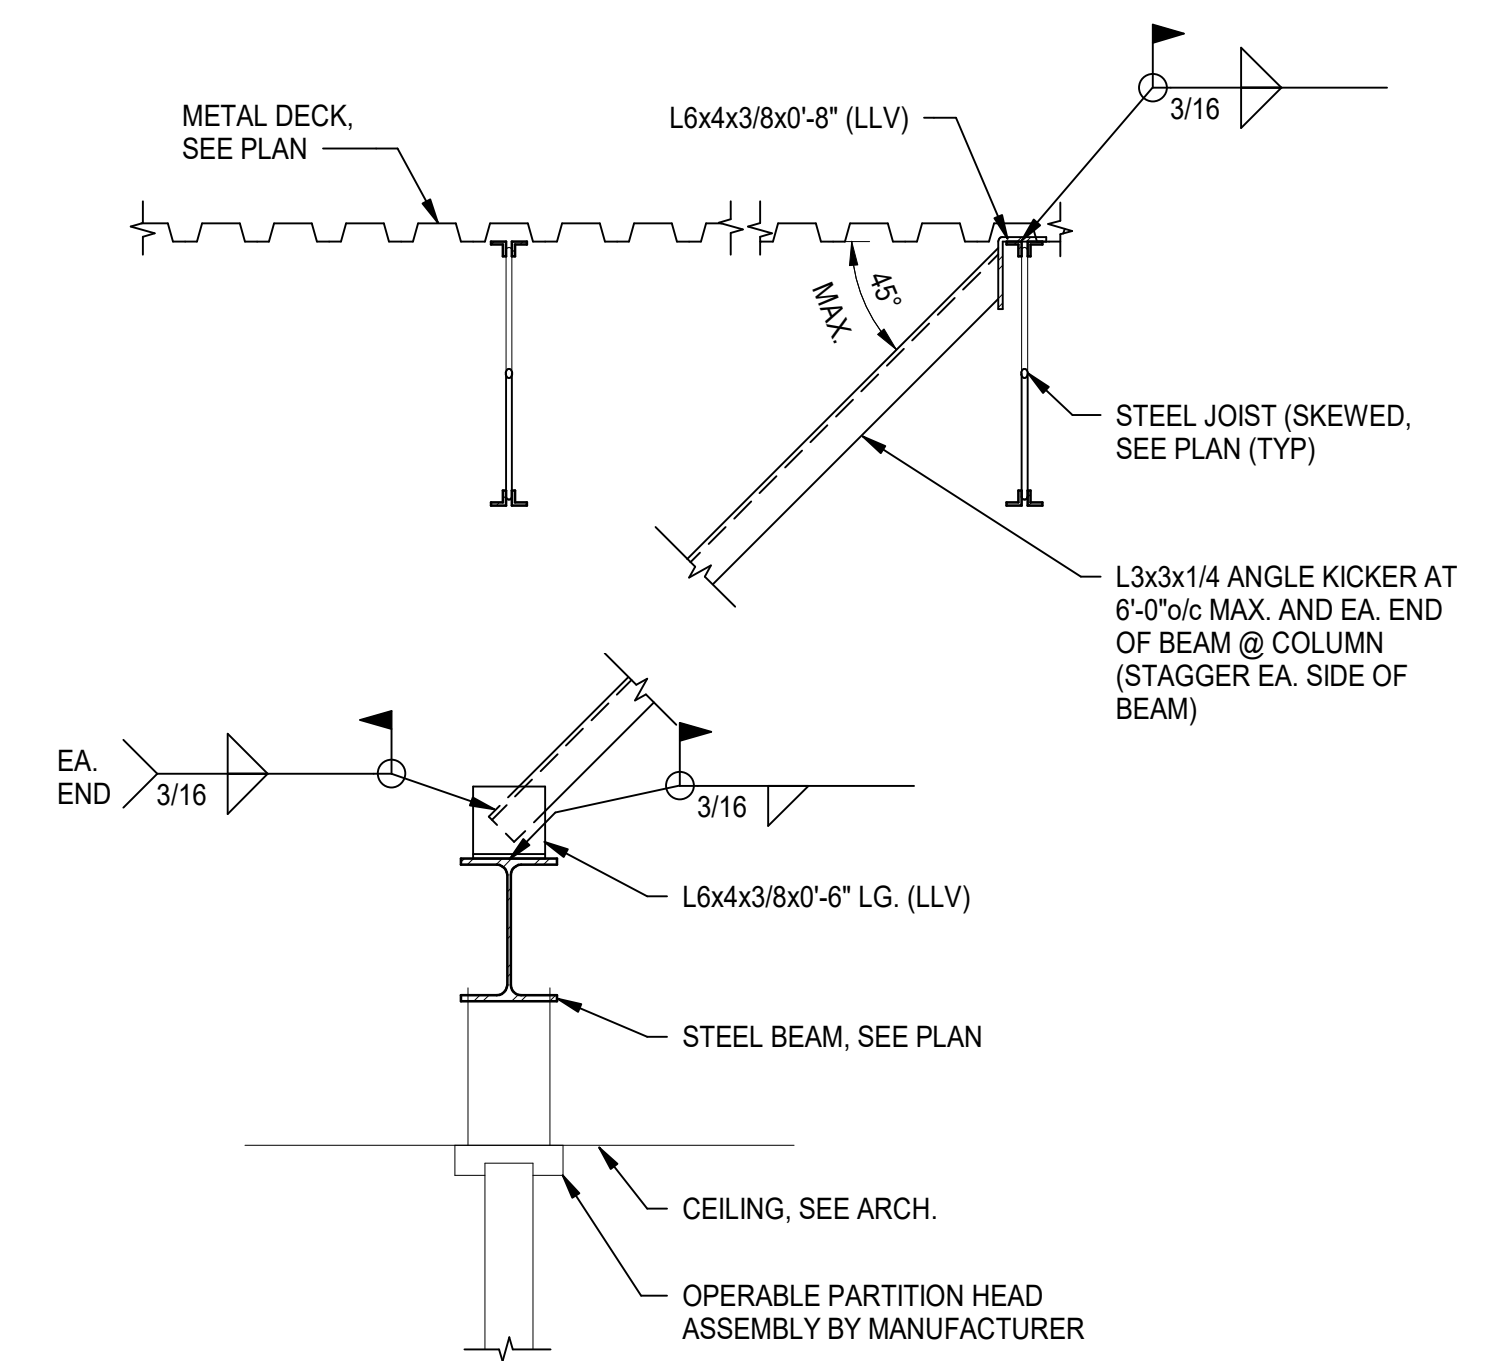 METAL DECK,
SEE PLAN
L6x4x3/8x0'-8" (LLV)
3/16
45°
MAX.
STEEL JOIST (SKEWED,
SEE PLAN (TYP)
L3x3x1/4 ANGLE KICKER AT
6'-0"o/c MAX. AND EA. END
OF BEAM @ COLUMN
(STAGGER EA. SIDE OF
BEAM)
EA.
END
3/16
3/16
L6x4x3/8x0'-6" LG. (LLV)
STEEL BEAM, SEE PLAN
CEILING, SEE ARCH.
OPERABLE PARTITION HEAD
ASSEMBLY BY MANUFACTURER